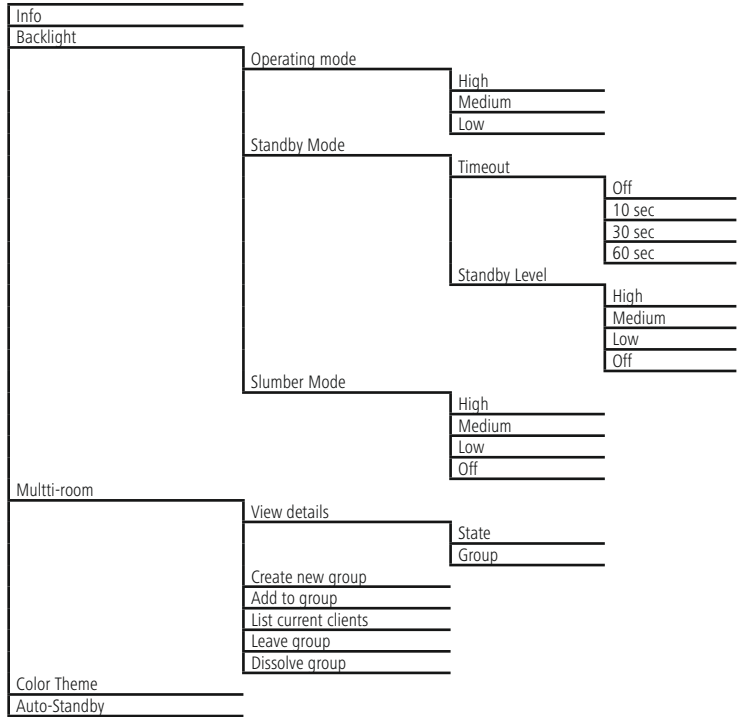 Info
Backlight
Operating mode
High
Medium
Low
Standby Mode
Timeout
Off
10 sec
30 sec
60 sec
Standby Level
High
Medium
Low
Off
Slumber Mode
High
Medium
Low
Off
Multti-room
View details
State
Group
Create new group
Add to group
List current clients
Leave group
Dissolve group
Color Theme
Auto-Standby